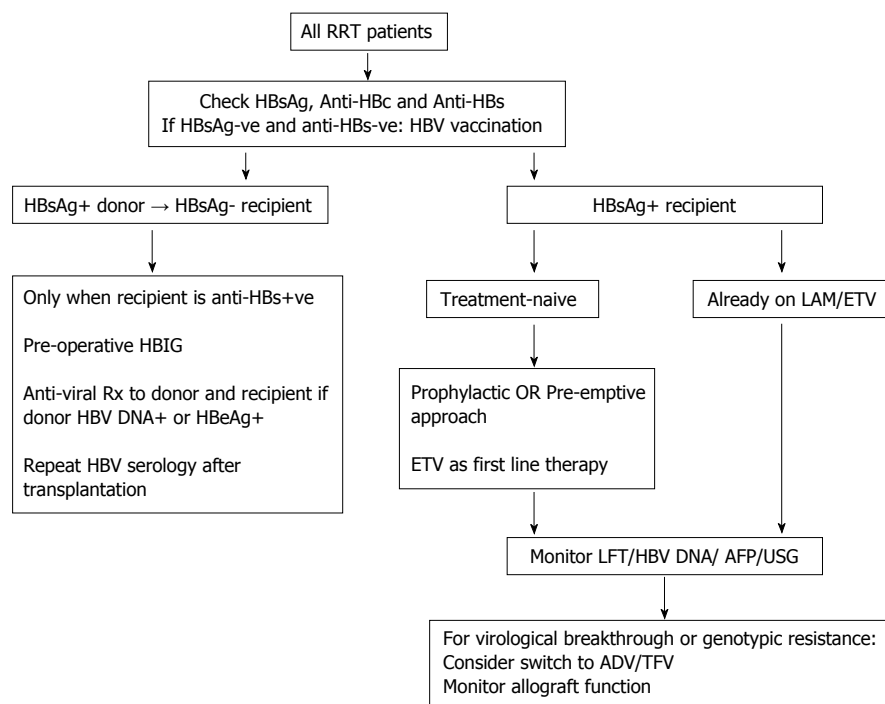 All RRT patients
Check HBsAg, Anti-HBc and Anti-HBs
If HBsAg-ve and anti-HBs-ve: HBV vaccination
HBsAg+ donor → HBsAg- recipient
HBsAg+ recipient
Only when recipient is anti-HBs+ve
Pre-operative HBIG
Anti-viral Rx to donor and recipient if
donor HBV DNA+ or HBeAg+
Repeat HBV serology after
transplantation
Treatment-naive
Already on LAM/ETV
Prophylactic OR Pre-emptive
approach
ETV as first line therapy
Monitor LFT/HBV DNA/ AFP/USG
For virological breakthrough or genotypic resistance:
Consider switch to ADV/TFV
Monitor allograft function